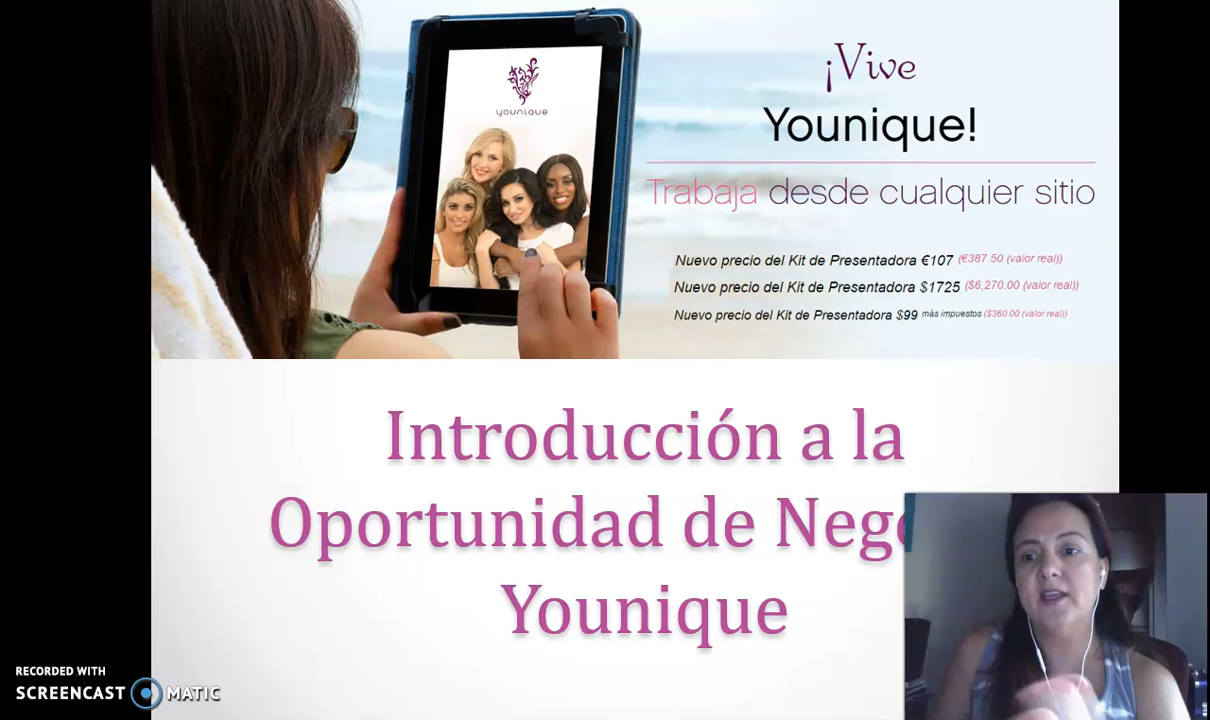 younique
¡Vive
Younique!
Trabaja desde cualquier sitio
Nuevo precio del Kit de Presentadora €107 (€387.50 (valor real))
Nuevo precio del Kit de Presentadora $1725 ($6,270.00 (valor real))
Nuevo precio del Kit de Presentadora $99 más impuestos ($360.00 (valor real))
Introducción a la
Oportunidad de Nego
Younique
RECORDED WITH
SCREENCAST MATIC